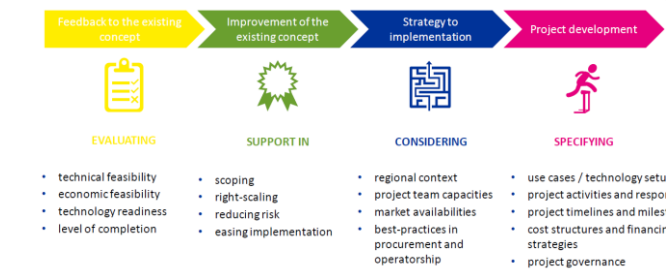 Feedback to the existing
concept
Improvement of the
existing concept
Strategy to
implementation
Project development
EVALUATING
SUPPORT IN
CONSIDERING
SPECIFYING
• technical feasibility
• economic feasibility
• technology readiness
• level of completion
• scoping
• right-scaling
• reducing risk
• easing implementation
• regional context
• project team capacities
• market availabilities
• best-practices in
procurement and
operatorship
• use cases / technology setu
• project activities and respo
• project timelines and milest
• cost structures and financin
strategies
• project governance